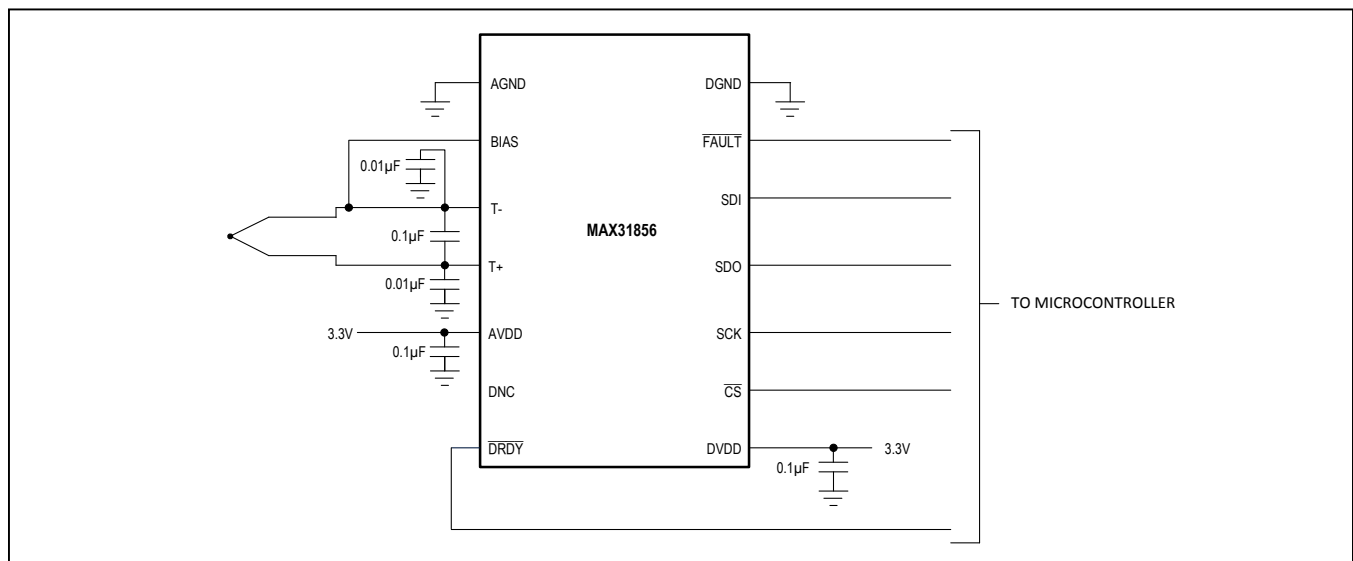 AGND
DGND
BIAS
FAULT
0.01µF
T-
SDI
0.1µF
MAX31856
T+
SDO
0.01µF
TO MICROCONTROLLER
3.3V
AVDD
SCK
0.1µF
DNC
CS
DRDY
DVDD
3.3V
0.1µF